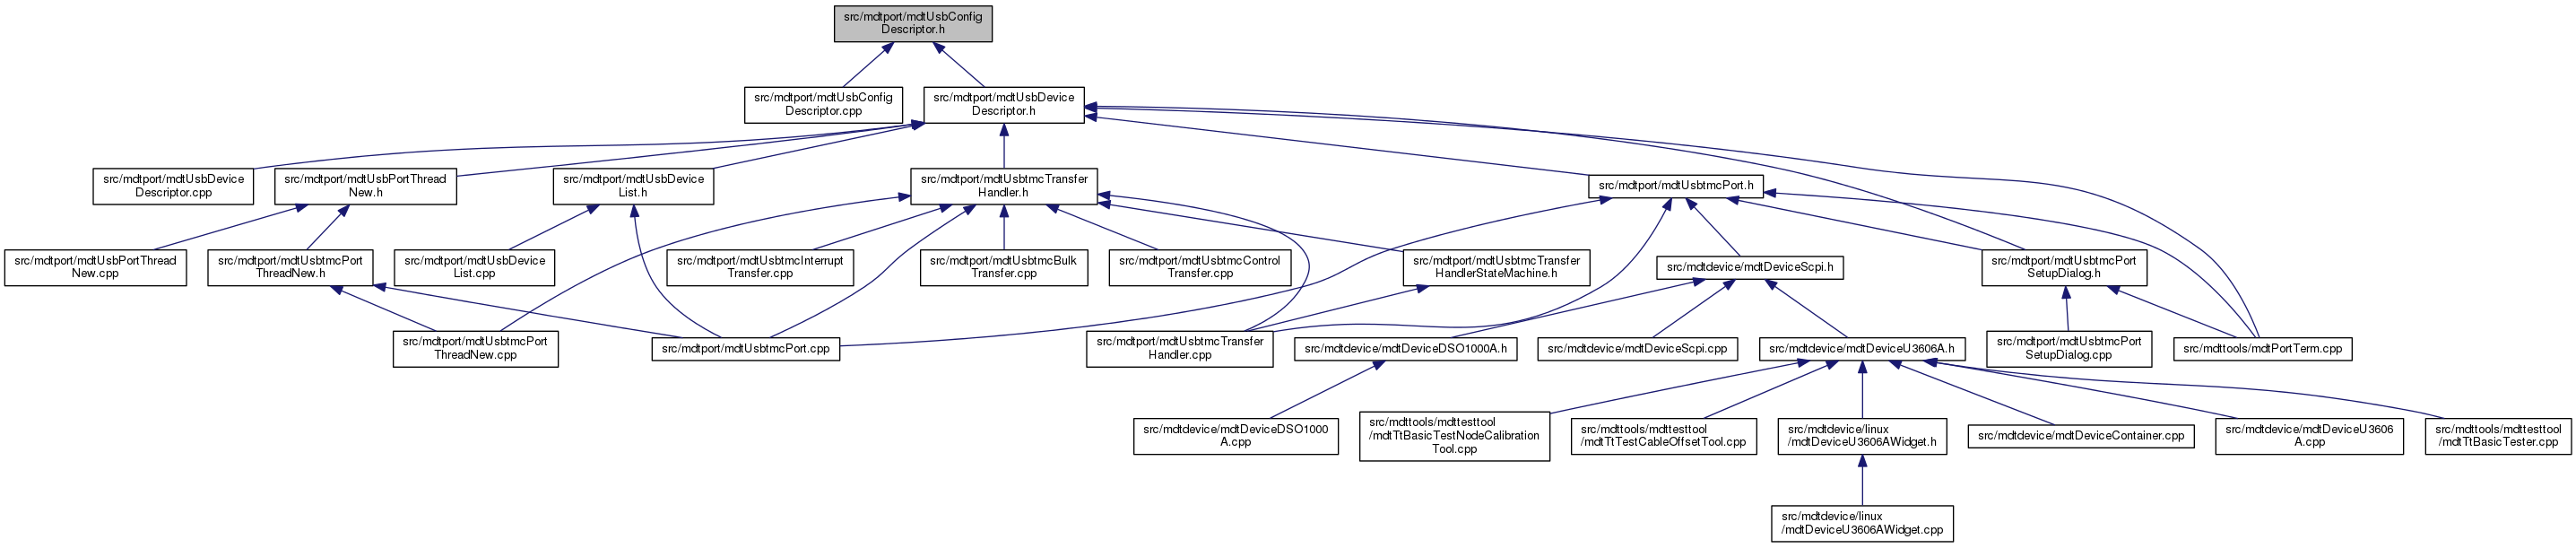 src/mdtport/mdtUsbConfig
Descriptor.h
src/mdtport/mdtUsbConfig
Descriptor.cpp
src/mdtport/mdtUsbDevice
Descriptor.h
src/mdtport/mdtUsbDevice
Descriptor.cpp
src/mdtport/mdtUsbPortThread
New.h
src/mdtport/mdtUsbDevice
List.h
src/mdtport/mdtUsbtmcTransfer
Handler.h
src/mdtport/mdtUsbtmcPort.h
src/mdtport/mdtUsbPortThread
New.cpp
src/mdtport/mdtUsbtmcPort
ThreadNew.h
src/mdtport/mdtUsbDevice
List.cpp
src/mdtport/mdtUsbtmcInterrupt
Transfer.cpp
src/mdtport/mdtUsbtmcBulk
Transfer.cpp
src/mdtport/mdtUsbtmcControl
Transfer.cpp
src/mdtport/mdtUsbtmcTransfer
HandlerStateMachine.h
src/mdtdevice/mdtDeviceScpi.h
src/mdtport/mdtUsbtmcPort
SetupDialog.h
src/mdtport/mdtUsbtmcPort
ThreadNew.cpp
src/mdtport/mdtUsbtmcPort.cpp
src/mdtport/mdtUsbtmcTransfer
Handler.cpp
src/mdtdevice/mdtDeviceDSO1000A.h
src/mdtdevice/mdtDeviceScpi.cpp
src/mdtdevice/mdtDeviceU3606A.h
src/mdtport/mdtUsbtmcPort
SetupDialog.cpp
src/mdttools/mdtPortTerm.cpp
src/mdtdevice/mdtDeviceDSO1000
A.cpp
src/mdttools/mdttesttool
/mdtTtBasicTestNodeCalibration
Tool.cpp
src/mdttools/mdttesttool
/mdtTtTestCableOffsetTool.cpp
src/mdtdevice/linux
/mdtDeviceU3606AWidget.h
src/mdtdevice/mdtDeviceContainer.cpp
src/mdtdevice/mdtDeviceU3606
A.cpp
src/mdttools/mdttesttool
/mdtTtBasicTester.cpp
src/mdtdevice/linux
/mdtDeviceU3606AWidget.cpp